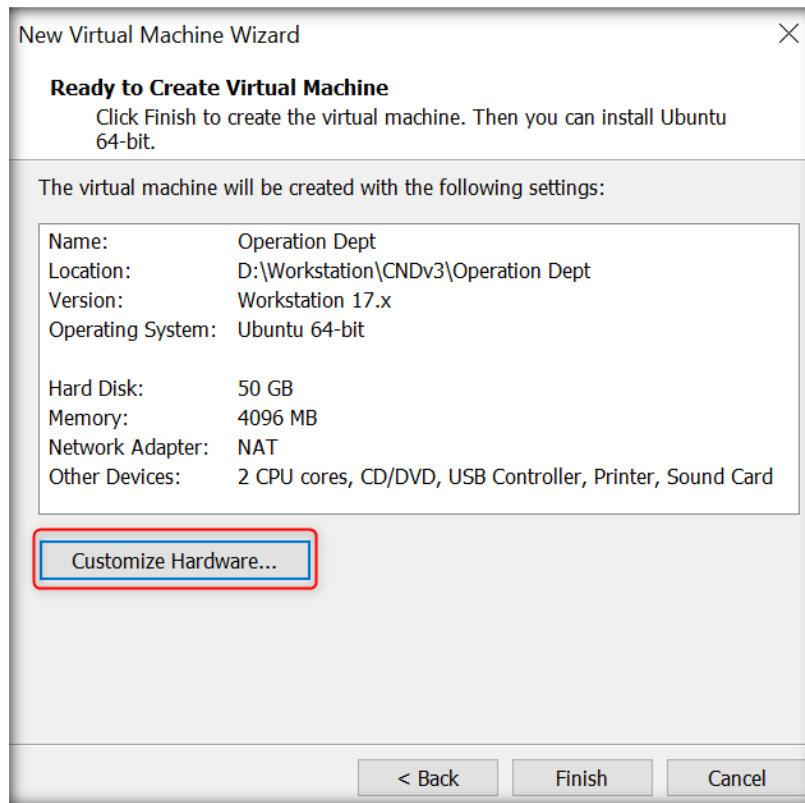 New Virtual Machine Wizard
Ready to Create Virtual Machine
Click Finish to create the virtual machine. Then you can install Ubuntu
64-bit.
The virtual machine will be created with the following settings:
Name: Operation Dept
Location: D:\Workstation\CNDv3\Operation Dept
Version: Workstation 17.x
Operating System: Ubuntu 64-bit
Hard Disk: 50 GB
Memory: 4096 MB
Network Adapter: NAT
Other Devices: 2 CPU cores, CD/DVD, USB Controller, Printer, Sound Card
Customize Hardware...
< Back Finish Cancel